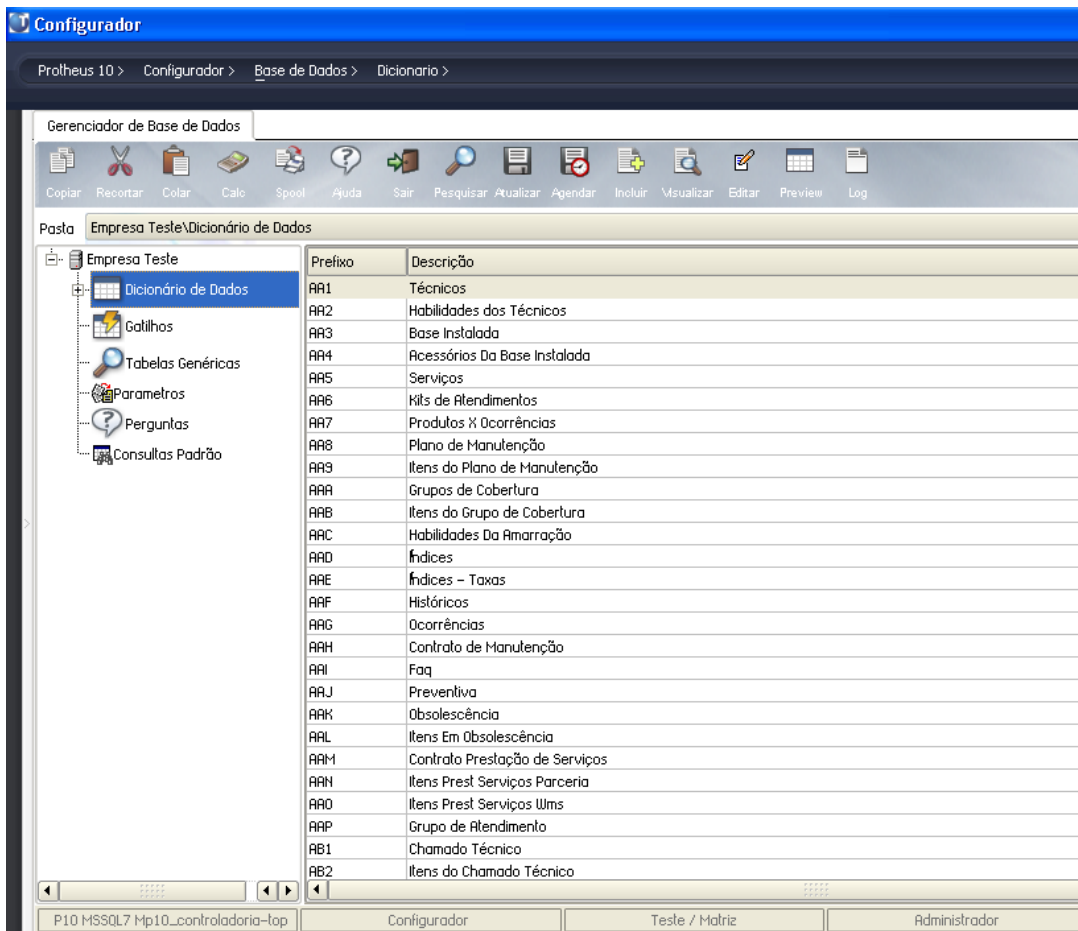 Configurador
Protheus 10 > Configurador > Base de Dados > Dicionario >
Gerenciador de Base de Dados
Copiar Recortar Colar Calc Spool Ajuda Sair Pesquisar Atualizar Agendar Incluir Visualizar Editar Preview Log
Pasta Empresa Teste\Dicionário de Dados
Empresa Teste
Dicionário de Dados
Gatilhos
Tabelas Genéricas
Parametros
Perguntas
Consultas Padrão
Prefixo Descrição
AA1 Técnicos
AA2 Habilidades dos Técnicos
AA3 Base Instalada
AA4 Acessórios Da Base Instalada
AA5 Serviços
AA6 Kits de Atendimentos
AA7 Produtos X Ocorrências
AA8 Plano de Manutenção
AA9 Itens do Plano de Manutenção
AAA Grupos de Cobertura
AAB Itens do Grupo de Cobertura
AAC Habilidades Da Amarração
AAD Índices
AAE Índices - Taxas
AAF Históricos
AAG Ocorrências
AAH Contrato de Manutenção
AAI Faq
AAJ Preventiva
AAK Obsolescência
AAL Itens Em Obsolescência
AAM Contrato Prestação de Serviços
AAN Itens Prest Serviços Parceria
AAO Itens Prest Serviços Wms
AAP Grupo de Atendimento
AB1 Chamado Técnico
AB2 Itens do Chamado Técnico
P10 MSSQL7 Mp10_controladoria-top Configurador Teste / Matriz Administrador